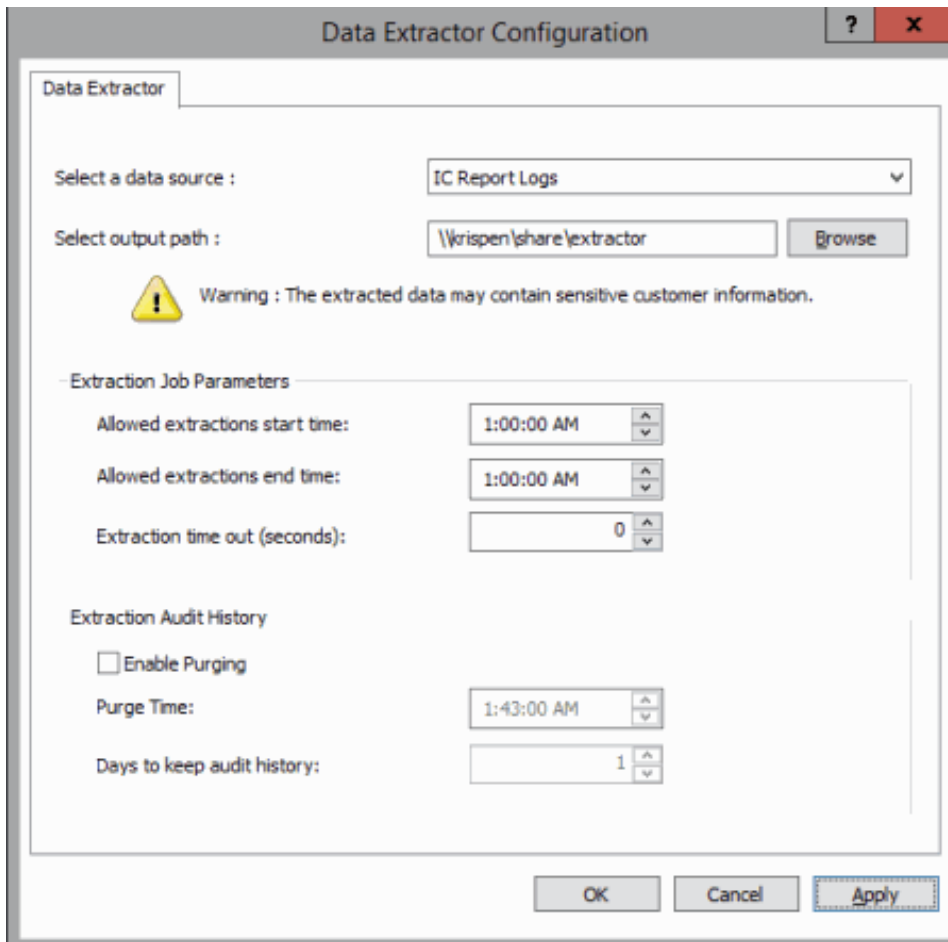 Data Extractor Configuration
?
x
Data Extractor
Select a data source :
IC Report Logs
Select output path :
\\krispen\share\extractor
Browse
Warning : The extracted data may contain sensitive customer information.
Extraction Job Parameters
Allowed extractions start time:
1:00:00 AM
Allowed extractions end time:
1:00:00 AM
Extraction time out (seconds):
0
Extraction Audit History
Enable Purging
Purge Time:
1:43:00 AM
Days to keep audit history:
1
OK
Cancel
Apply